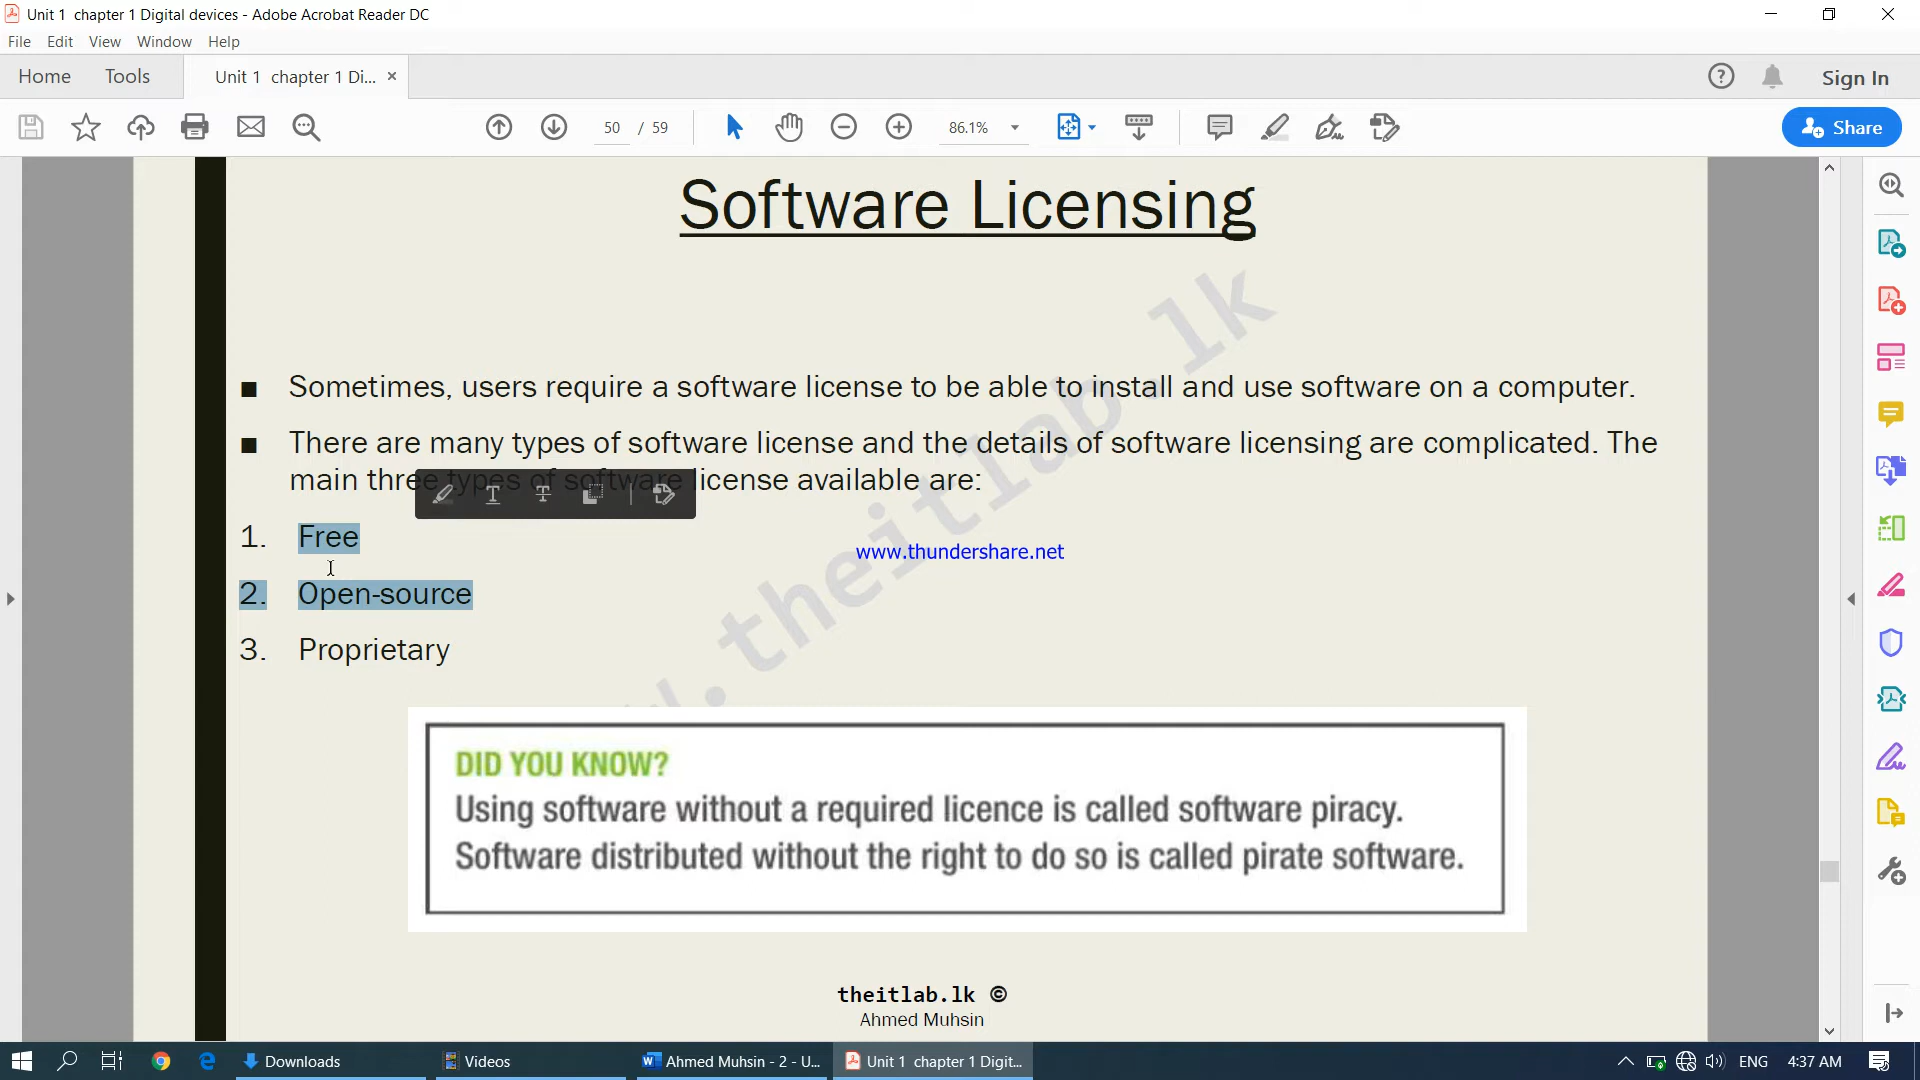 Unit 1  chapter 1 Digital devices - Adobe Acrobat Reader DC
File Edit View Window Help
Home Tools Unit 1  chapter 1 Di... × Sign In
50 / 59 86.1% Share
Software Licensing
■ Sometimes, users require a software license to be able to install and use software on a computer.
■ There are many types of software license and the details of software licensing are complicated. The
main three types of software license available are:
1. Free
www.thundershare.net
2. Open-source
3. Proprietary
w.theitlab.lk
DID YOU KNOW?
Using software without a required licence is called software piracy.
Software distributed without the right to do so is called pirate software.
theitlab.lk ©
Ahmed Muhsin
Downloads Videos Ahmed Muhsin - 2 - U... Unit 1  chapter 1 Digit... ENG 4:37 AM